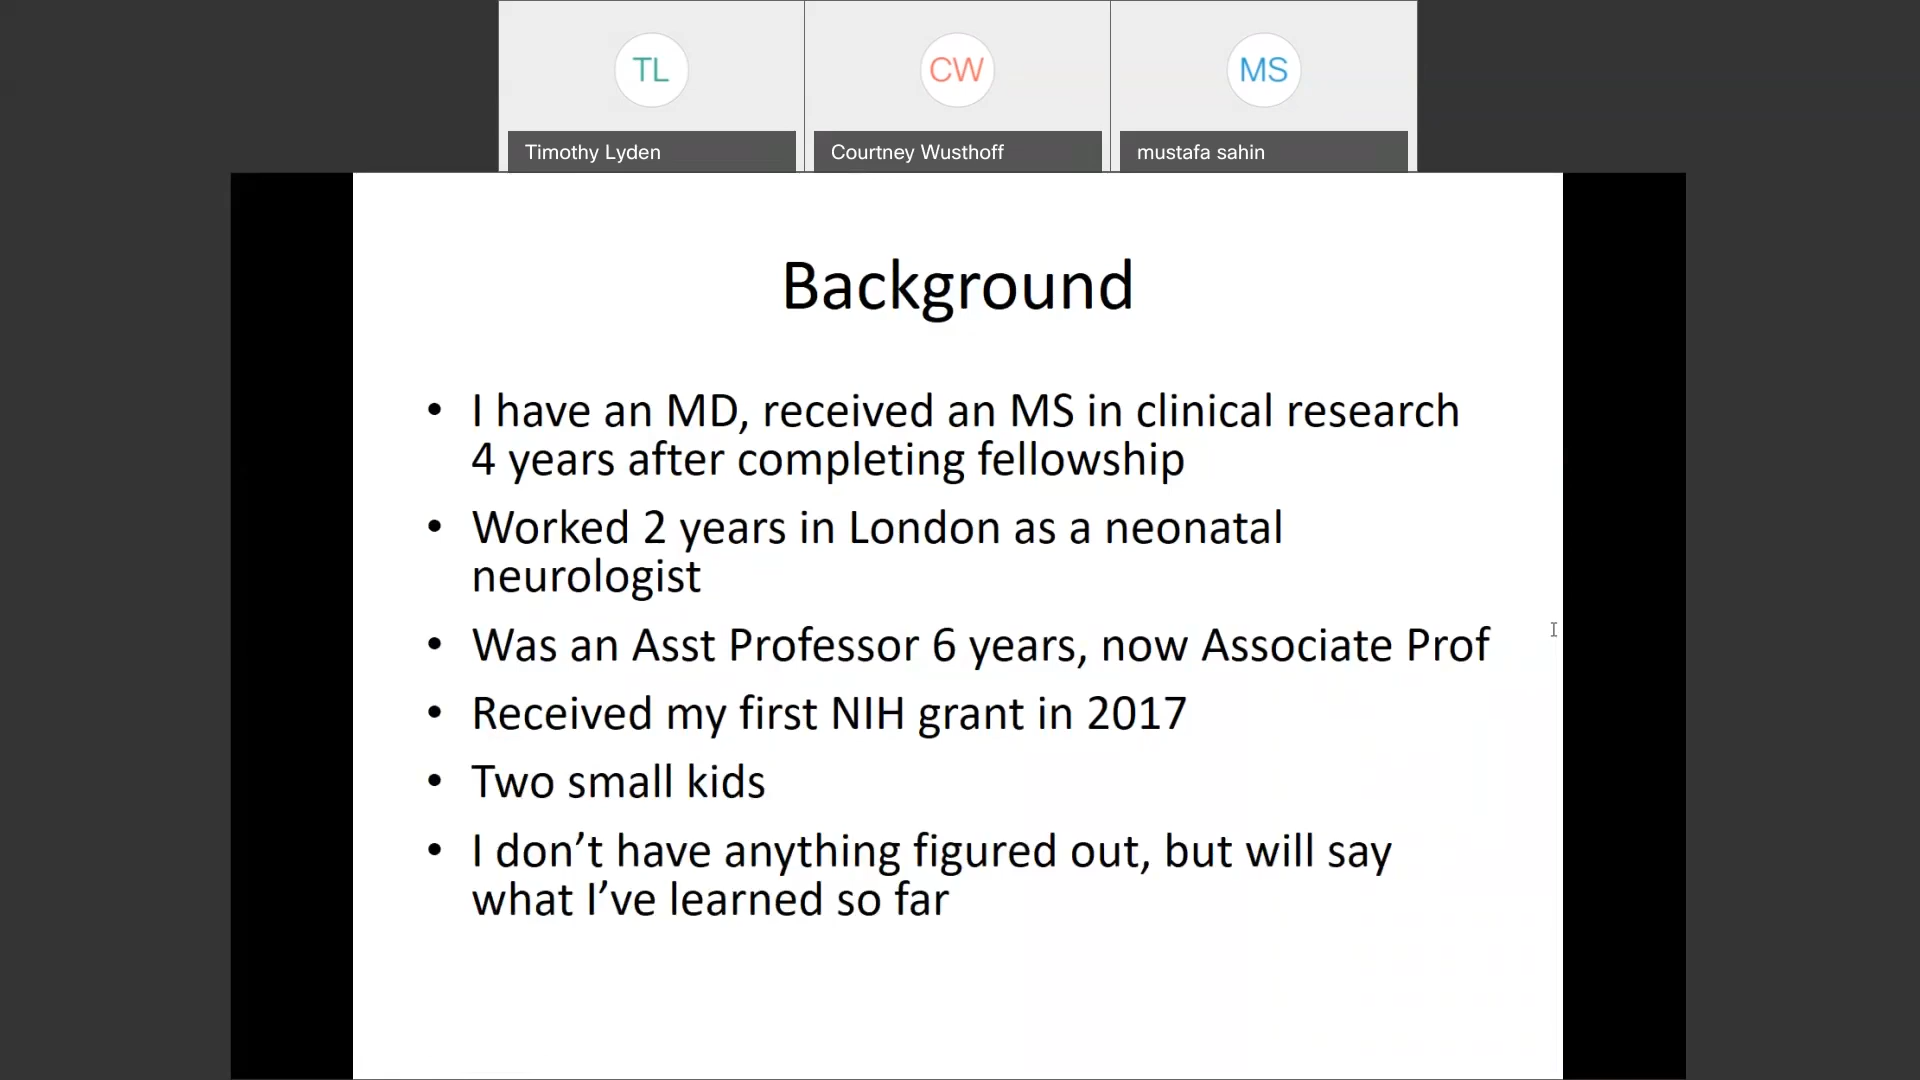 TL
CW
MS
Timothy Lyden
Courtney Wusthoff
mustafa sahin
Background
• I have an MD, received an MS in clinical research
4 years after completing fellowship
• Worked 2 years in London as a neonatal
neurologist
• Was an Asst Professor 6 years, now Associate Prof
• Received my first NIH grant in 2017
• Two small kids
• I don’t have anything figured out, but will say
what I’ve learned so far